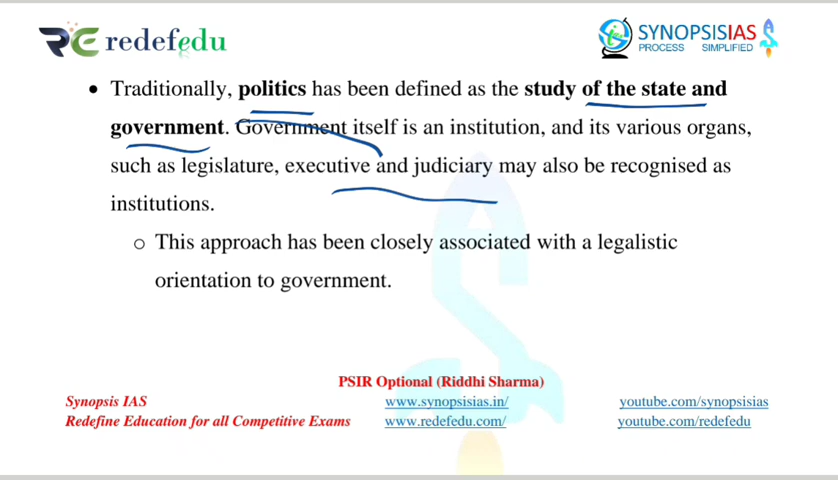 redefedu
SYNOPSISIAS
PROCESS SIMPLIFIED
• Traditionally, politics has been defined as the study of the state and
government. Government itself is an institution, and its various organs,
such as legislature, executive and judiciary may also be recognised as
institutions.
o This approach has been closely associated with a legalistic
orientation to government.
PSIR Optional (Riddhi Sharma)
Synopsis IAS www.synopsisias.in/ youtube.com/synopsisias
Redefine Education for all Competitive Exams www.redefedu.com/ youtube.com/redefedu